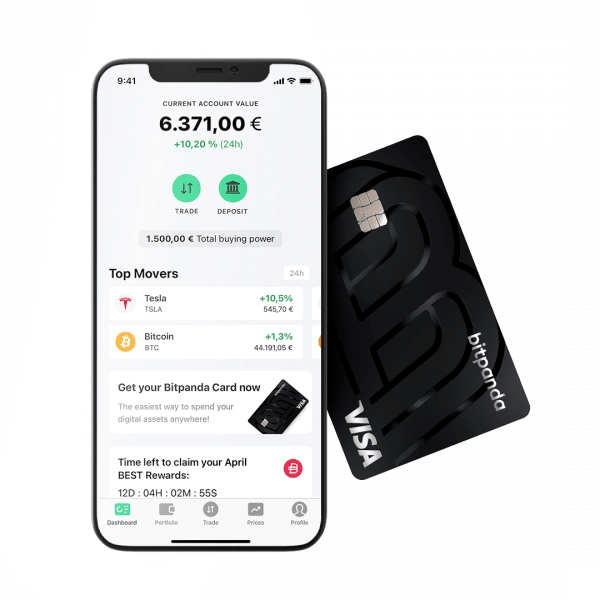 9:41
CURRENT ACCOUNT VALUE
6.371,00 €
+10,20 % (24h)
TRADE DEPOSIT
1.500,00 € Total buying power
Top Movers 24h
Tesla +10,5%
TSLA 545,70 €
Bitcoin +1,3%
BTC 44.191,05 €
Get your Bitpanda Card now
The easiest way to spend your
digital assets anywhere!
VISA
Time left to claim your April
BEST Rewards:
12D : 04H : 02M : 55S
Dashboard Portfolio Trade Prices Profile
bitpanda
VISA